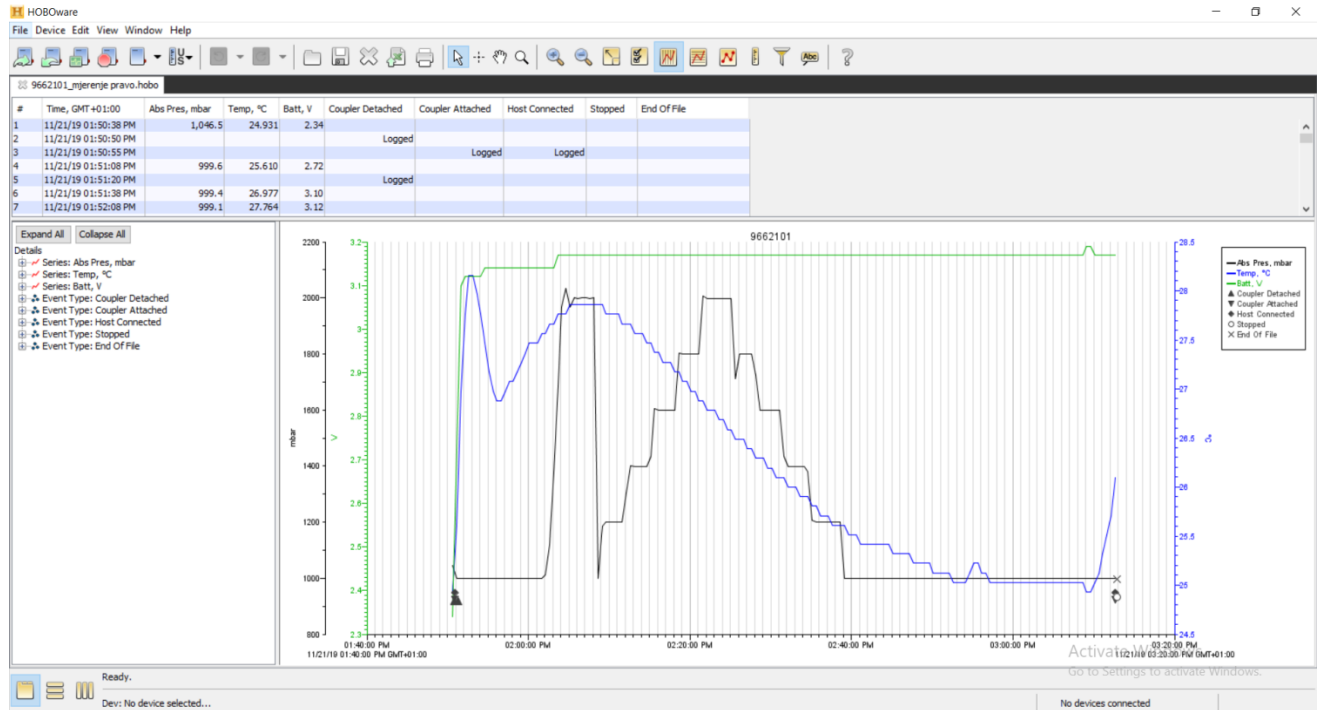 HOBOware
File Device Edit View Window Help
Abc
9662101_mjerenje pravo.hobo
# Time, GMT+01:00 Abs Pres, mbar Temp, °C Batt, V Coupler Detached Coupler Attached Host Connected Stopped End Of File
1 11/21/19 01:50:38 PM 1,046.5 24.931 2.34
2 11/21/19 01:50:50 PM Logged
3 11/21/19 01:50:55 PM Logged Logged
4 11/21/19 01:51:08 PM 999.6 25.610 2.72
5 11/21/19 01:51:20 PM Logged
6 11/21/19 01:51:38 PM 999.4 26.977 3.10
7 11/21/19 01:52:08 PM 999.1 27.764 3.12
Expand All Collapse All
Details
Series: Abs Pres, mbar
Series: Temp, °C
Series: Batt, V
Event Type: Coupler Detached
Event Type: Coupler Attached
Event Type: Host Connected
Event Type: Stopped
Event Type: End Of File
9662101
2200
2000
1800
1600
1400
1200
1000
800
mbar
3.2
3.1
3
2.9
2.8
2.7
2.6
2.5
2.4
2.3
V
28.5
28
27.5
27
26.5
26
25.5
25
24.5
°C
Abs Pres, mbar
Temp, °C
Batt, V
Coupler Detached
Coupler Attached
Host Connected
Stopped
End Of File
01:40:00 PM 02:00:00 PM 02:20:00 PM 02:40:00 PM 03:00:00 PM 03:20:00 PM
11/21/19 01:40:00 PM GMT+01:00 11/21/19 03:20:00 PM GMT+01:00
Activate Windows
Go to Settings to activate Windows.
Ready.
Dev: No device selected... No devices connected